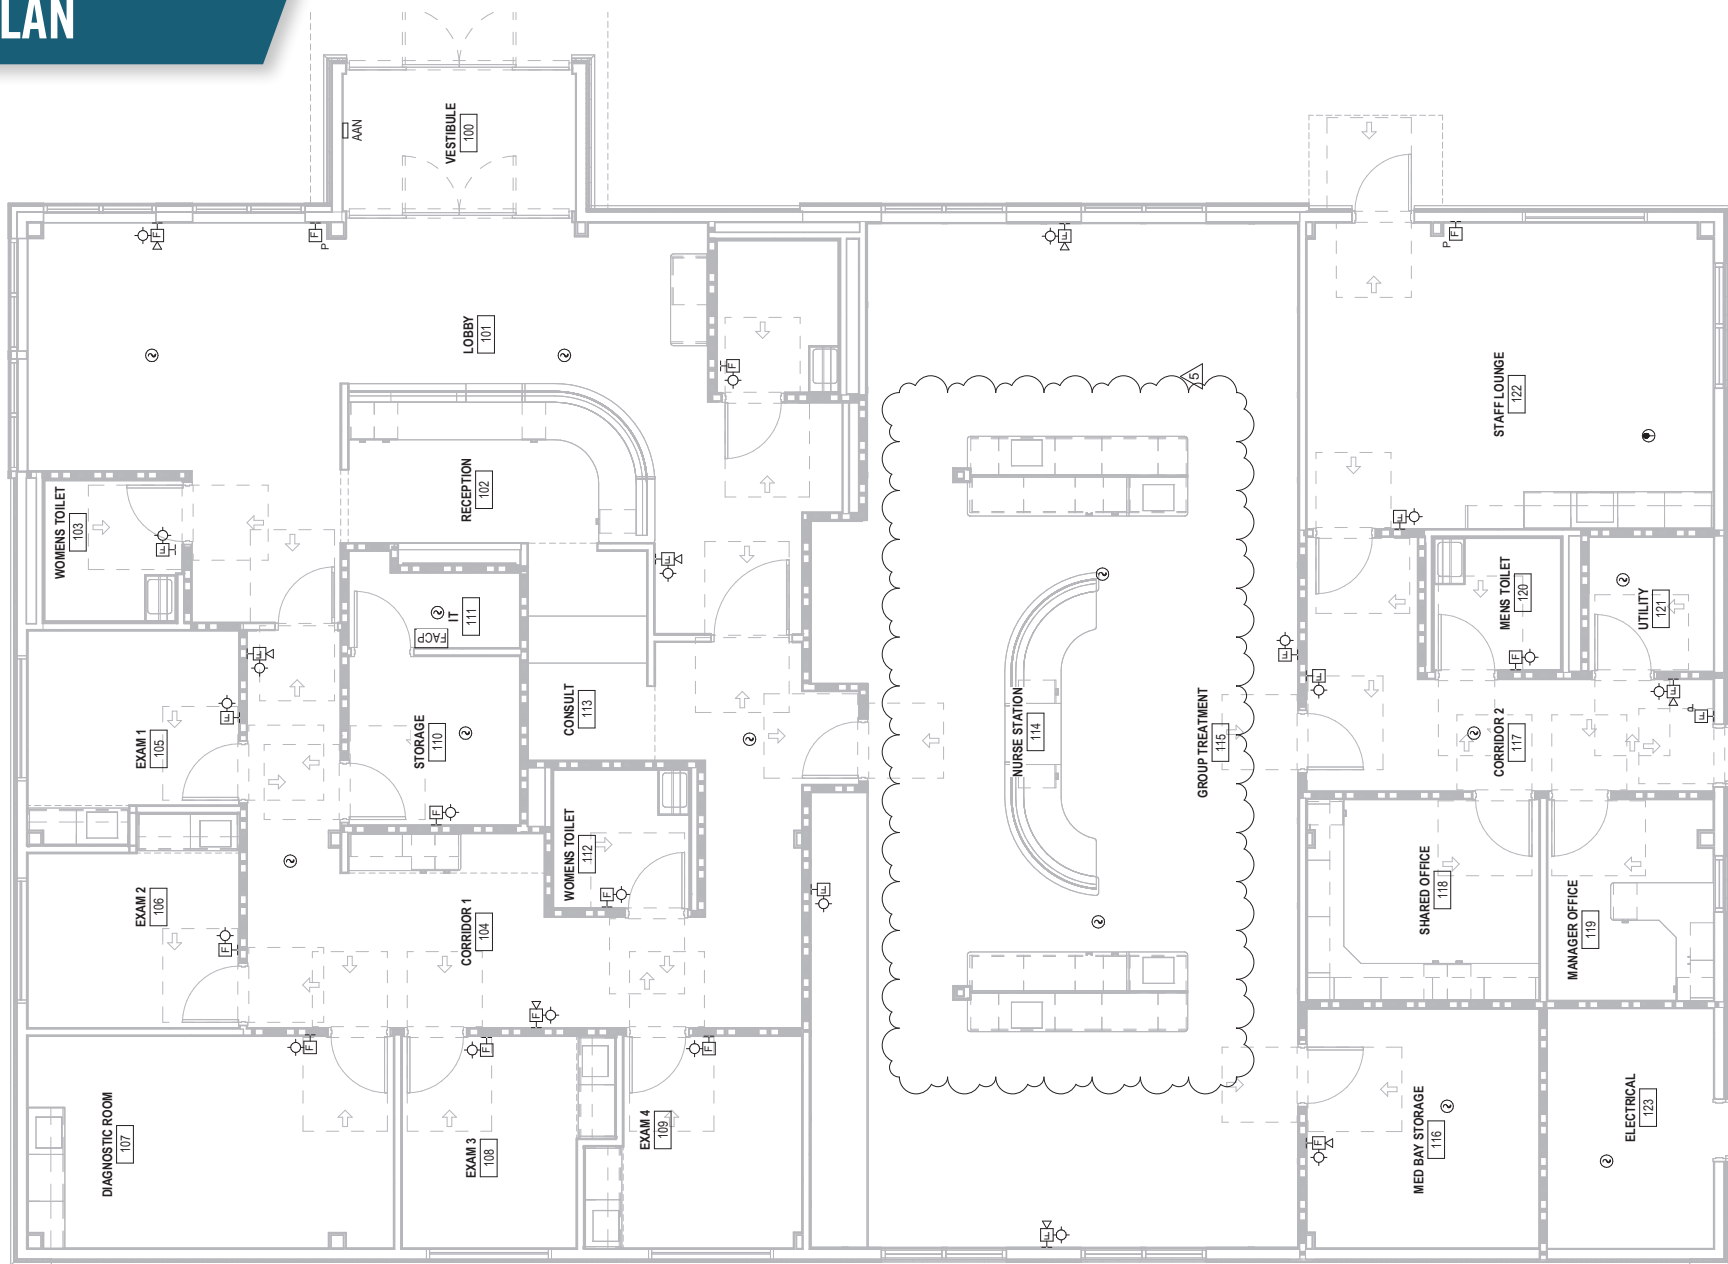 LAN
AAN
VESTIBULE
100
F
F
P
F
F
P
LOBBY
101
F
STAFF LOUNGE
122
5
WOMENS TOILET
103
F
RECEPTION
102
F
F
IT
111
FACP
MENS TOILET
120
F
UTILITY
121
F
F
F
F
P
F
EXAM 1
105
F
STORAGE
110
F
CONSULT
113
NURSE STATION
114
GROUP TREATMENT
115
CORRIDOR 2
117
EXAM 2
106
F
CORRIDOR 1
104
WOMENS TOILET
112
F
F
SHARED OFFICE
118
MANAGER OFFICE
119
F
F
F
F
DIAGNOSTIC ROOM
107
EXAM 3
108
EXAM 4
109
F
F
MED BAY STORAGE
116
ELECTRICAL
123